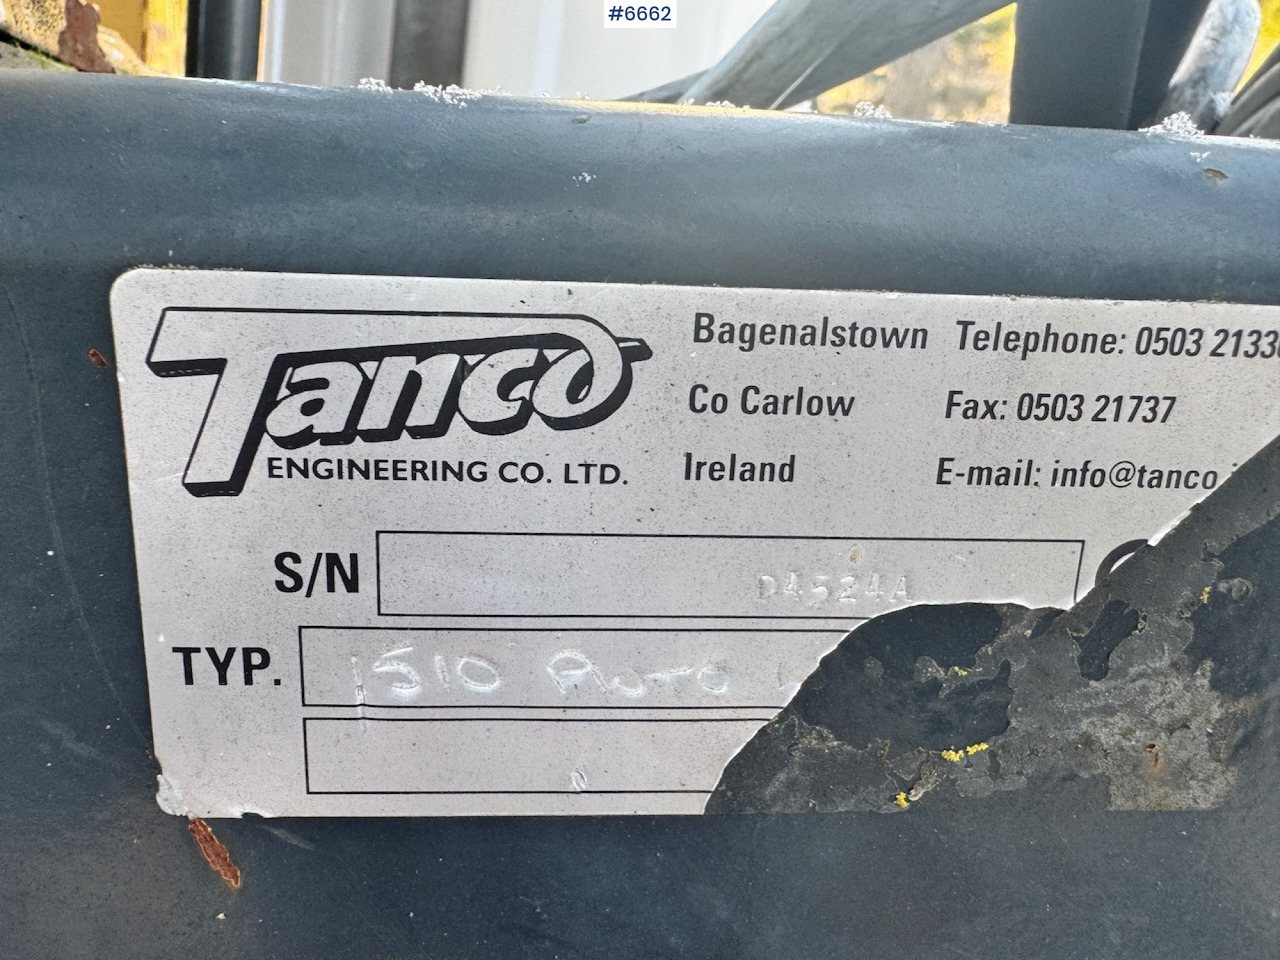 #6662
Tanco
ENGINEERING CO. LTD.
Bagenalstown Telephone: 0503 2133
Co Carlow Fax: 0503 21737
Ireland E-mail: info@tanco
S/N D4524A
TYP. 1510 Auto